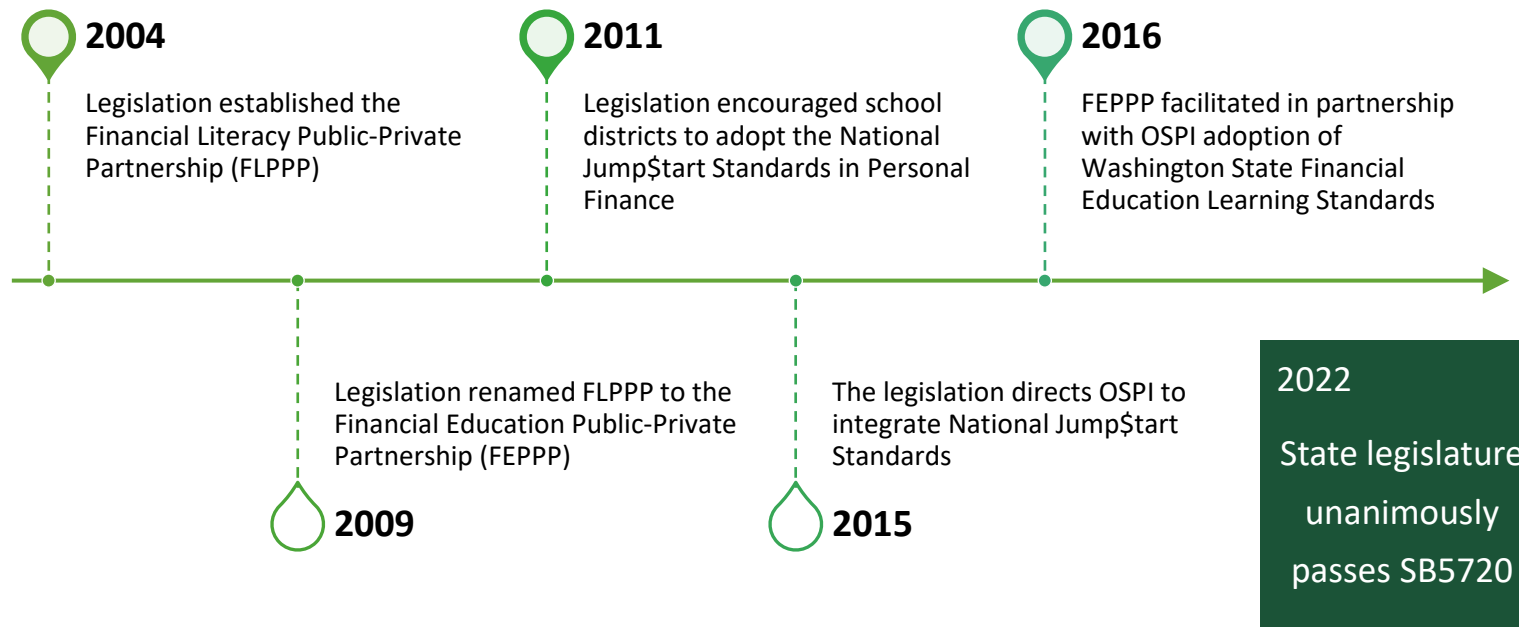 2004
Legislation established the
Financial Literacy Public-Private
Partnership (FLPPP)
2011
Legislation encouraged school
districts to adopt the National
Jump$tart Standards in Personal
Finance
2016
FEPPP facilitated in partnership
with OSPI adoption of
Washington State Financial
Education Learning Standards
Legislation renamed FLPPP to the
Financial Education Public-Private
Partnership (FEPPP)
2009
The legislation directs OSPI to
integrate National Jump$tart
Standards
2015
2022
State legislature
unanimously
passes SB5720